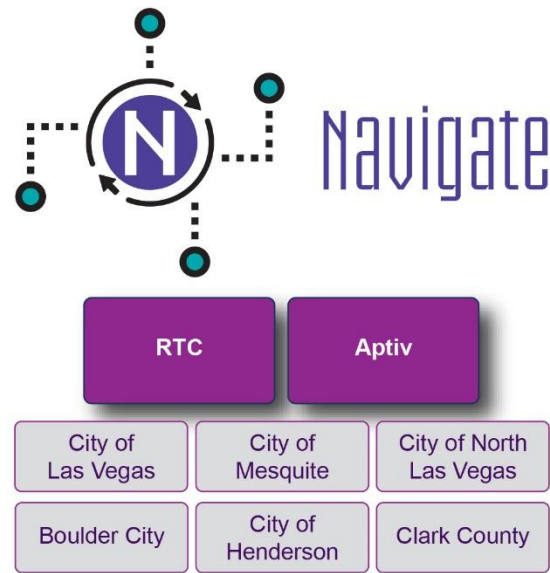 N
Navigate
RTC
Aptiv
City of
Las Vegas
City of
Mesquite
City of North
Las Vegas
Boulder City
City of
Henderson
Clark County